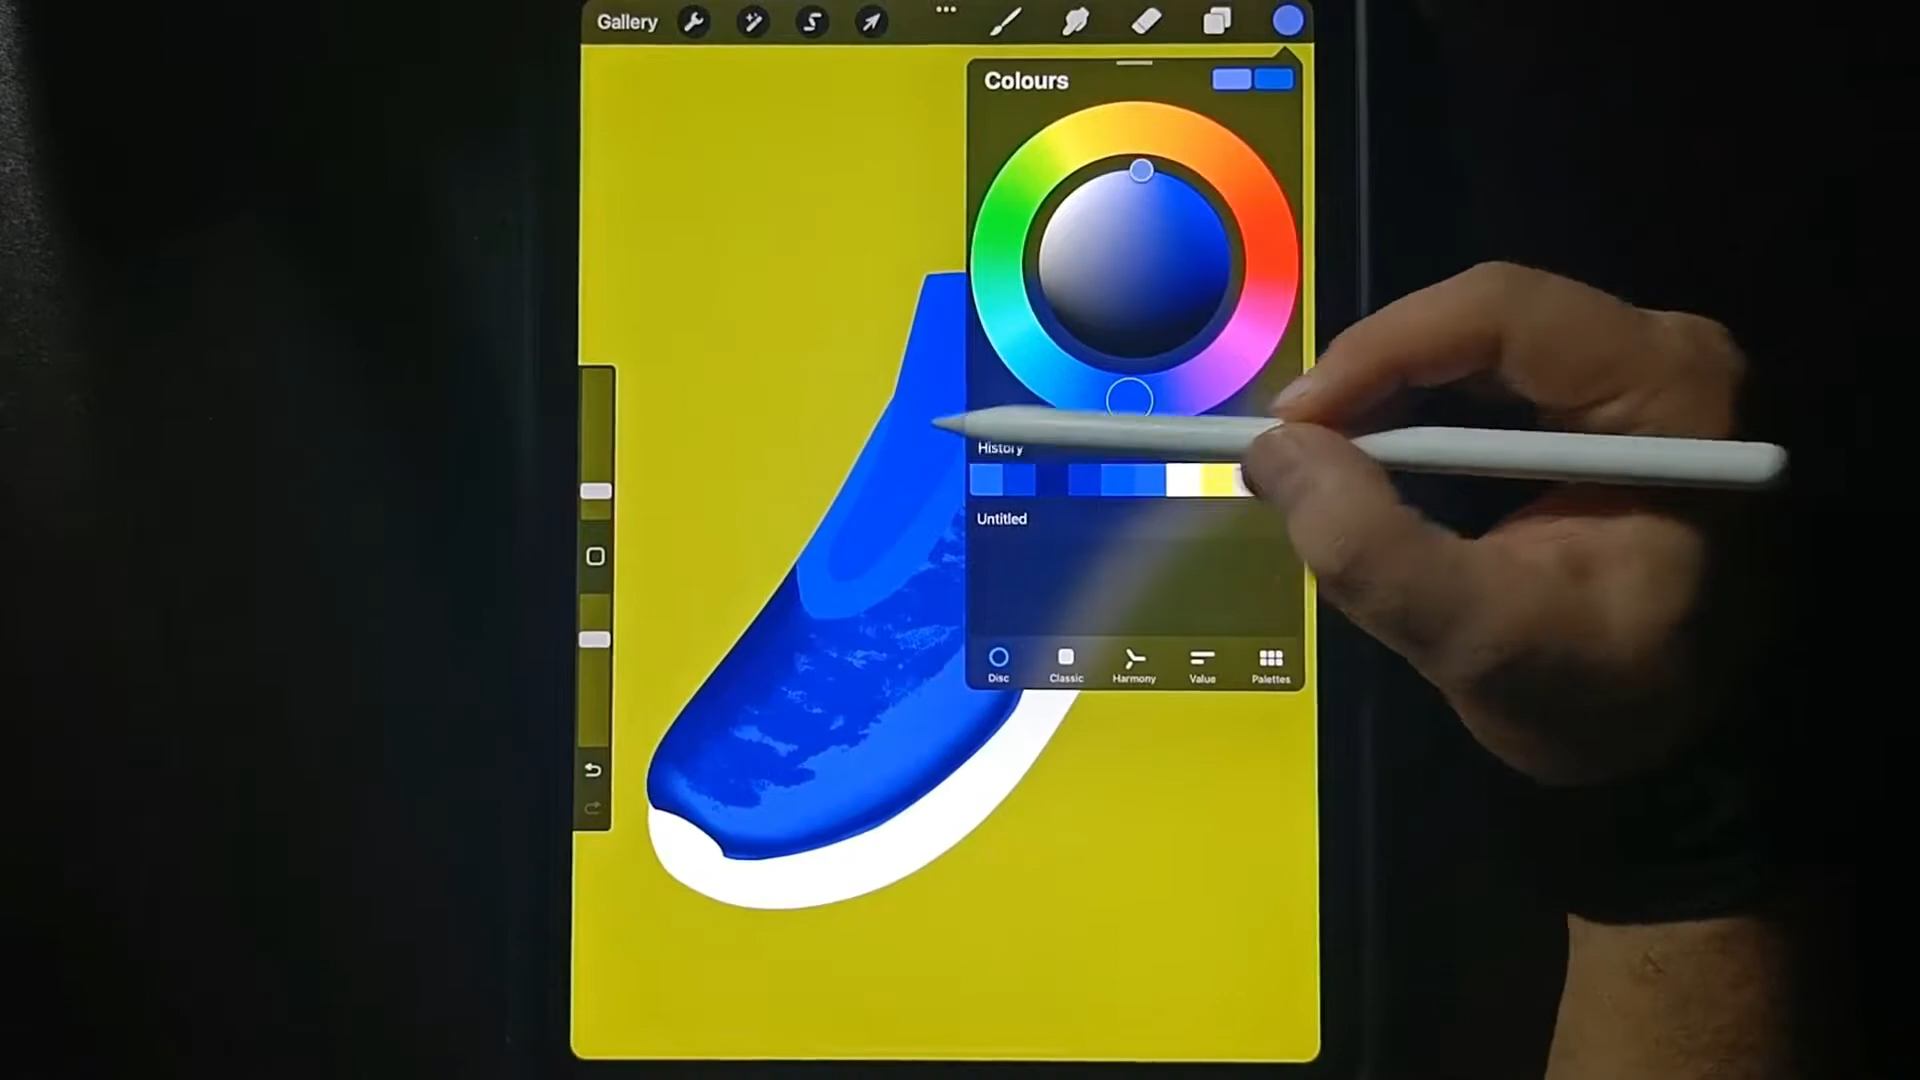 Gallery
Colours
History
Untitled
Disc
Classic
Harmony
Value
Palettes